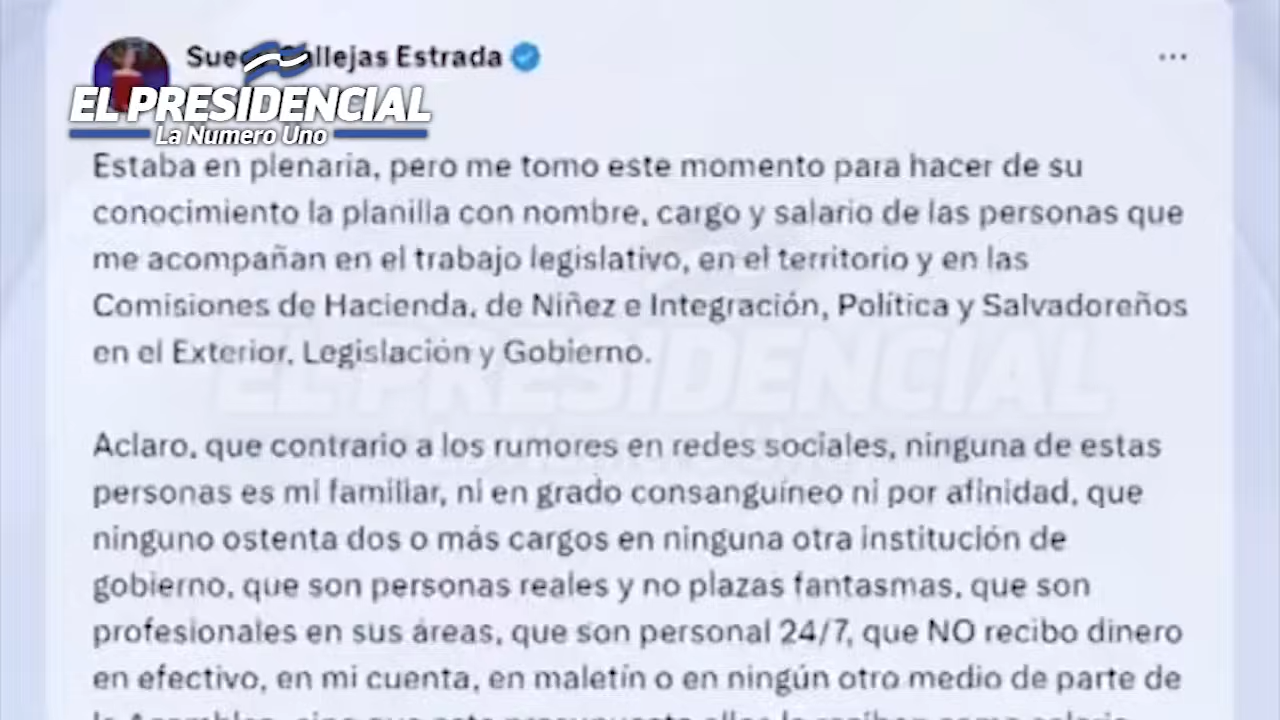 Suecy Callejas Estrada
EL PRESIDENCIAL
La Numero Uno
Estaba en plenaria, pero me tomo este momento para hacer de su
conocimiento la planilla con nombre, cargo y salario de las personas que
me acompañan en el trabajo legislativo, en el territorio y en las
Comisiones de Hacienda, de Niñez e Integración, Política y Salvadoreños
en el Exterior, Legislación y Gobierno.
EL PRESIDENCIAL
Aclaro, que contrario a los rumores en redes sociales, ninguna de estas
personas es mi familiar, ni en grado consanguíneo ni por afinidad, que
ninguno ostenta dos o más cargos en ninguna otra institución de
gobierno, que son personas reales y no plazas fantasmas, que son
profesionales en sus áreas, que son personal 24/7, que NO recibo dinero
en efectivo, en mi cuenta, en maletín o en ningún otro medio de parte de